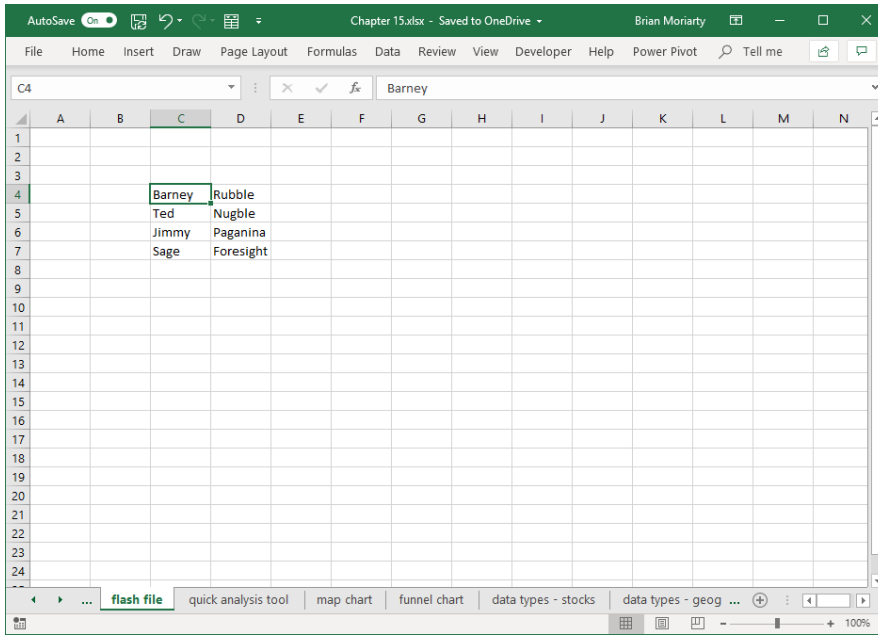 AutoSave On Chapter 15.xlsx - Saved to OneDrive Brian Moriarty
File Home Insert Draw Page Layout Formulas Data Review View Developer Help Power Pivot Tell me
C4 fx Barney
A B C D E F G H I J K L M N
1
2
3
4 Barney Rubble
5 Ted Nugble
6 Jimmy Paganina
7 Sage Foresight
8
9
10
11
12
13
14
15
16
17
18
19
20
21
22
23
24
... flash file quick analysis tool map chart funnel chart data types - stocks data types - geog ...
100%